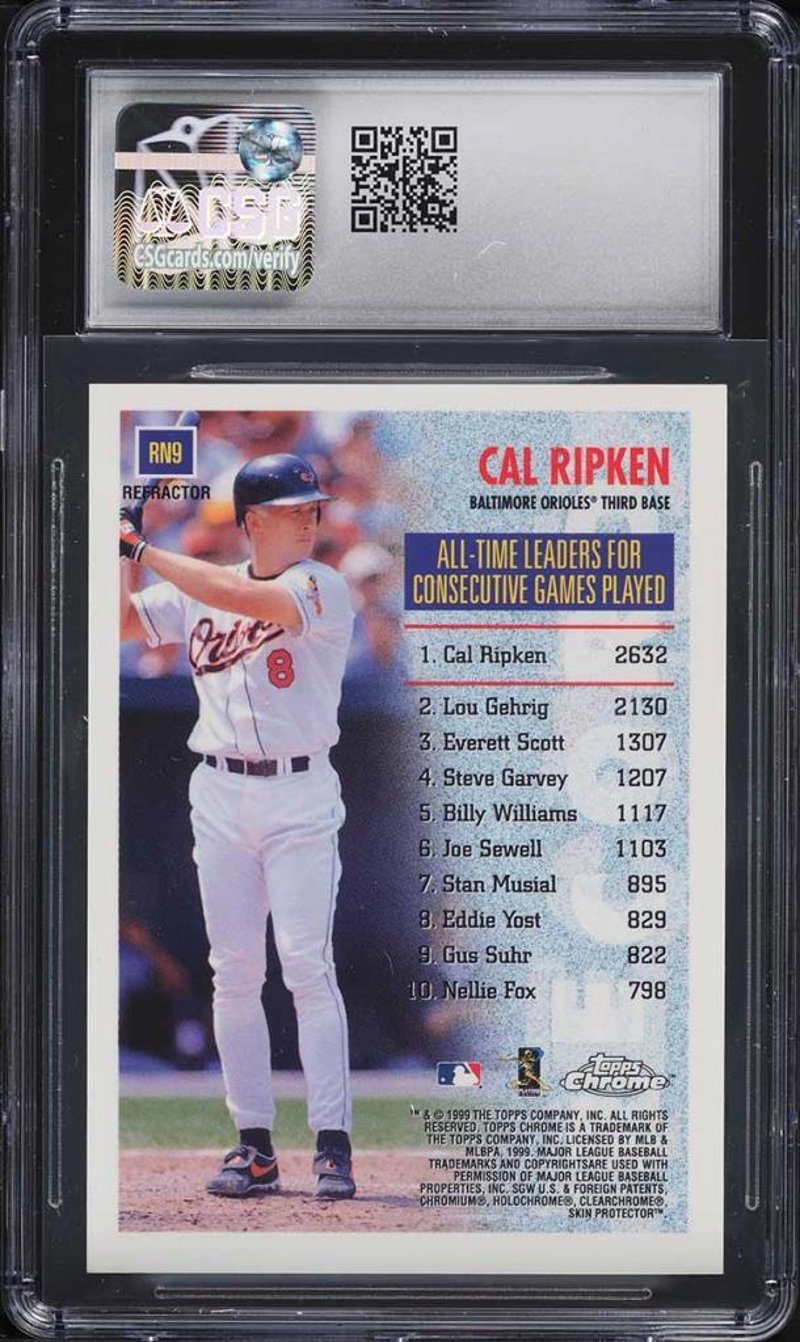 CSG
CSGcards.com/verify
RN9
REFRACTOR
CAL RIPKEN
BALTIMORE ORIOLES® THIRD BASE
ALL-TIME LEADERS FOR
CONSECUTIVE GAMES PLAYED
1. Cal Ripken 2632
2. Lou Gehrig 2130
3. Everett Scott 1307
4. Steve Garvey 1207
5. Billy Williams 1117
6. Joe Sewell 1103
7. Stan Musial 895
8. Eddie Yost 829
9. Gus Suhr 822
10. Nellie Fox 798
Orioles
8
Topps
Chrome™
™ & © 1999 THE TOPPS COMPANY, INC. ALL RIGHTS
RESERVED. TOPPS CHROME IS A TRADEMARK OF
THE TOPPS COMPANY, INC. LICENSED BY MLB &
MLBPA, 1999. MAJOR LEAGUE BASEBALL
TRADEMARKS AND COPYRIGHTSARE USED WITH
PERMISSION OF MAJOR LEAGUE BASEBALL
PROPERTIES, INC. SGW U.S. & FOREIGN PATENTS,
CHROMIUM®, HOLOCHROME®, CLEARCHROME®,
SKIN PROTECTOR™.